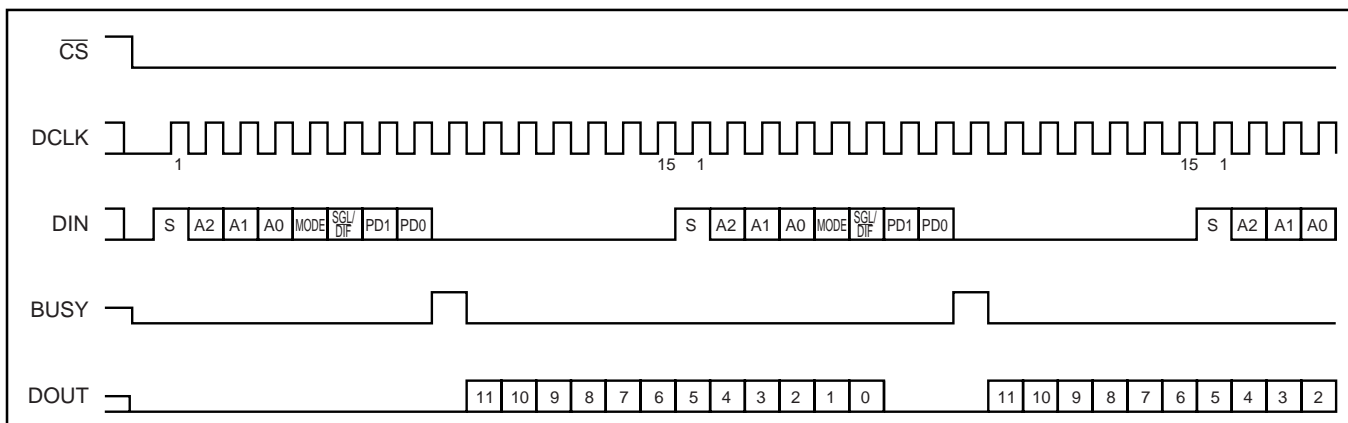 CS
DCLK
1 15 1 15 1
DIN S A2 A1 A0 MODE SGL/DIF PD1 PD0 S A2 A1 A0 MODE SGL/DIF PD1 PD0 S A2 A1 A0
BUSY
DOUT 11 10 9 8 7 6 5 4 3 2 1 0 11 10 9 8 7 6 5 4 3 2